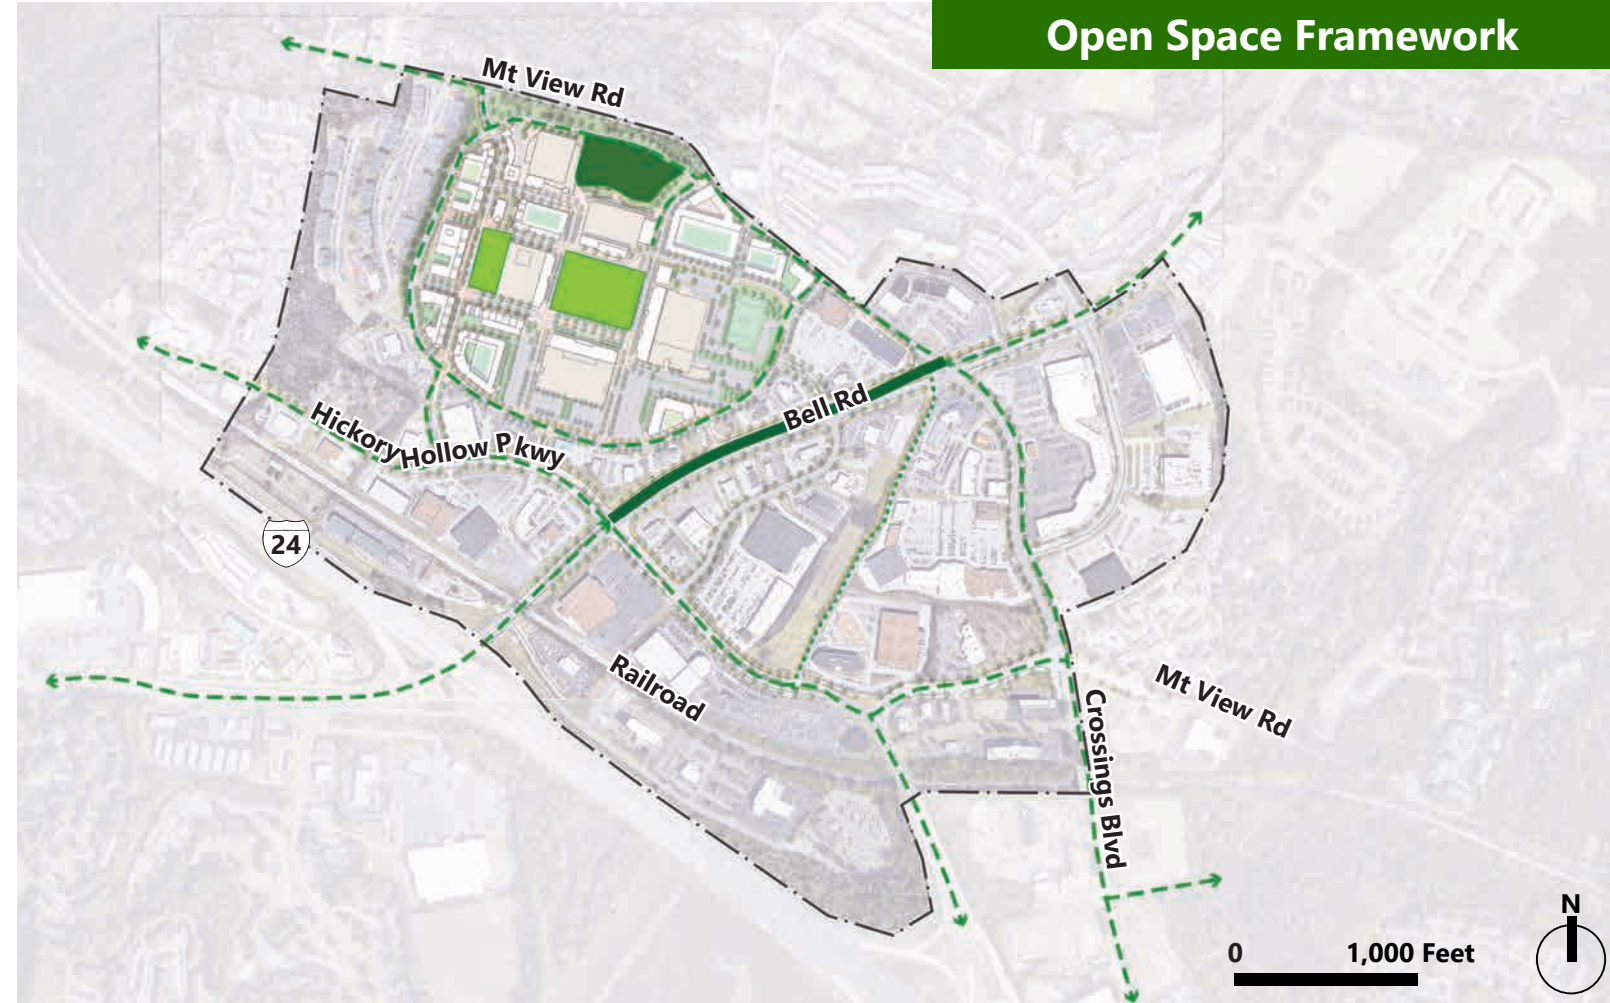 Open Space Framework
Mt View Rd
Bell Rd
Hickory Hollow Pkwy
24
Railroad
Mt View Rd
Crossings Blvd
N
0 1,000 Feet